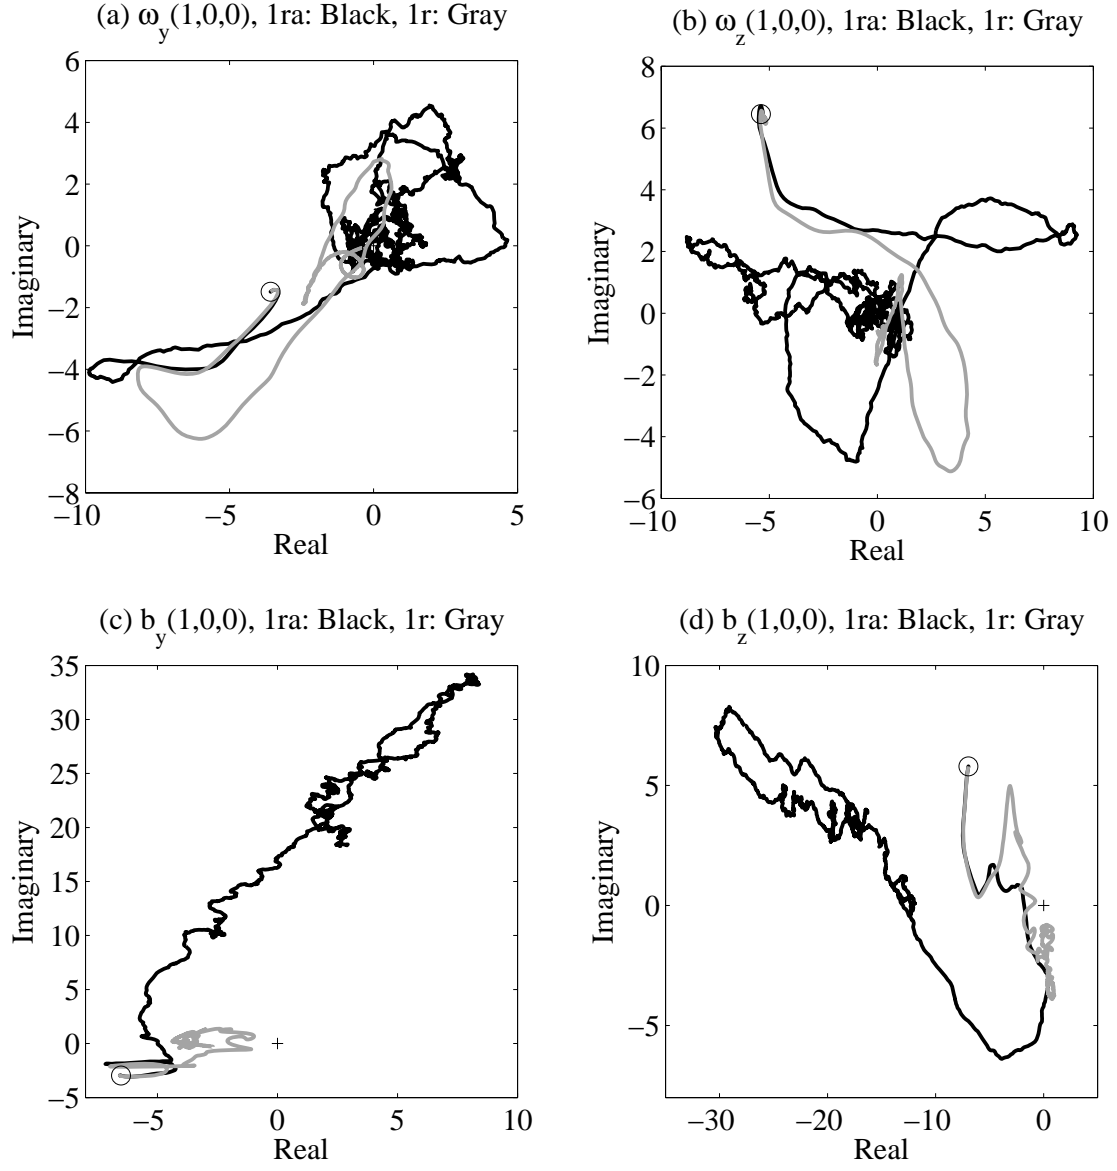 (a) ω_y(1,0,0), 1ra: Black, 1r: Gray
6
4
2
0
−2
−4
−6
−8
Imaginary
−10 −5 0 5
Real
(b) ω_z(1,0,0), 1ra: Black, 1r: Gray
8
6
4
2
0
−2
−4
−6
Imaginary
−10 −5 0 5 10
Real
(c) b_y(1,0,0), 1ra: Black, 1r: Gray
35
30
25
20
15
10
5
0
−5
Imaginary
−5 0 5 10
Real
(d) b_z(1,0,0), 1ra: Black, 1r: Gray
10
5
0
−5
Imaginary
−30 −20 −10 0
Real